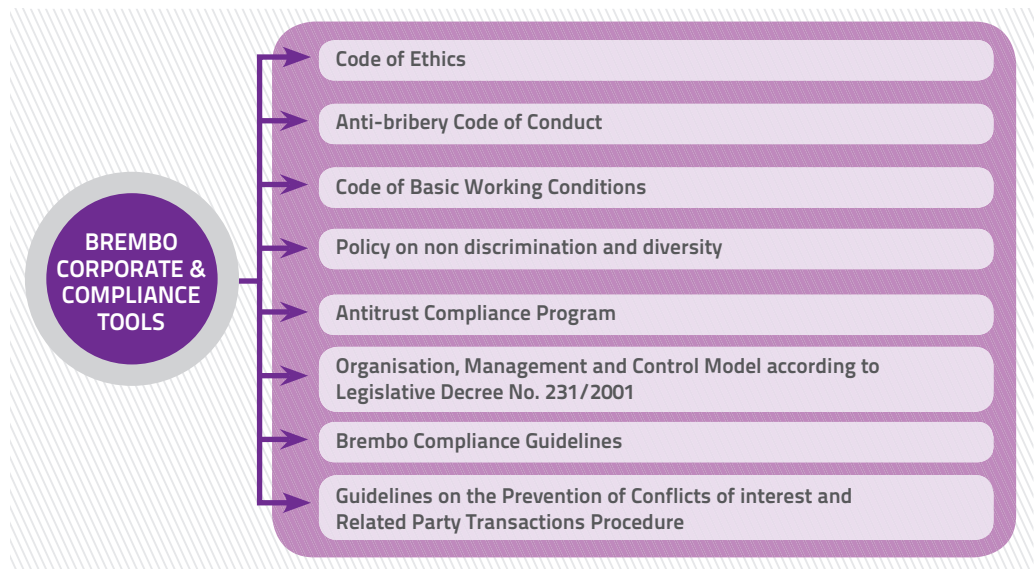 BREMBO
CORPORATE &
COMPLIANCE
TOOLS
Code of Ethics
Anti-bribery Code of Conduct
Code of Basic Working Conditions
Policy on non discrimination and diversity
Antitrust Compliance Program
Organisation, Management and Control Model according to
Legislative Decree No. 231/2001
Brembo Compliance Guidelines
Guidelines on the Prevention of Conflicts of interest and
Related Party Transactions Procedure